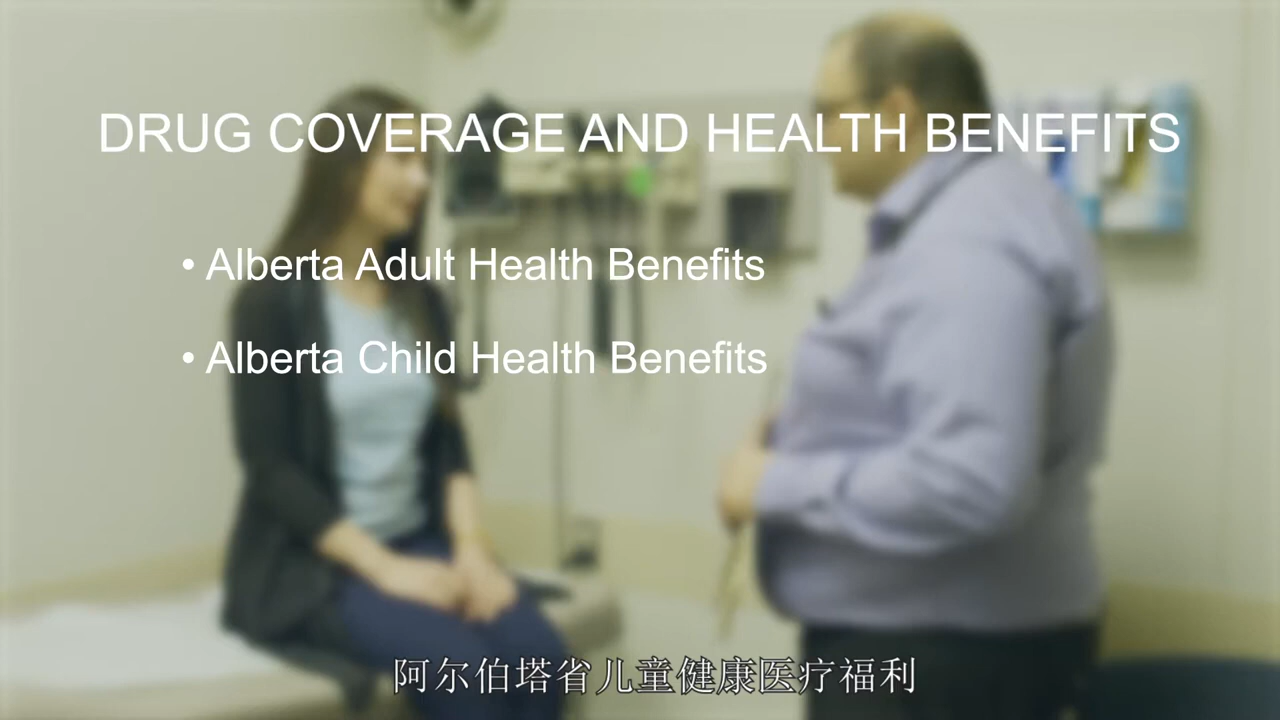 DRUG COVERAGE AND HEALTH BENEFITS
• Alberta Adult Health Benefits
• Alberta Child Health Benefits
阿尔伯塔省儿童健康医疗福利